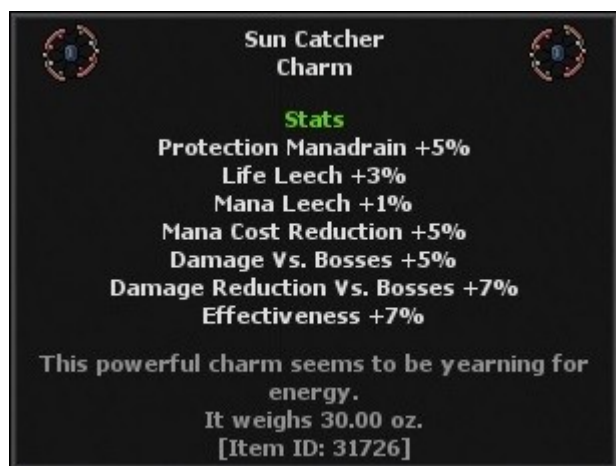 Sun Catcher
Charm
Stats
Protection Manadrain +5%
Life Leech +3%
Mana Leech +1%
Mana Cost Reduction +5%
Damage Vs. Bosses +5%
Damage Reduction Vs. Bosses +7%
Effectiveness +7%
This powerful charm seems to be yearning for
energy.
It weighs 30.00 oz.
[Item ID: 31726]